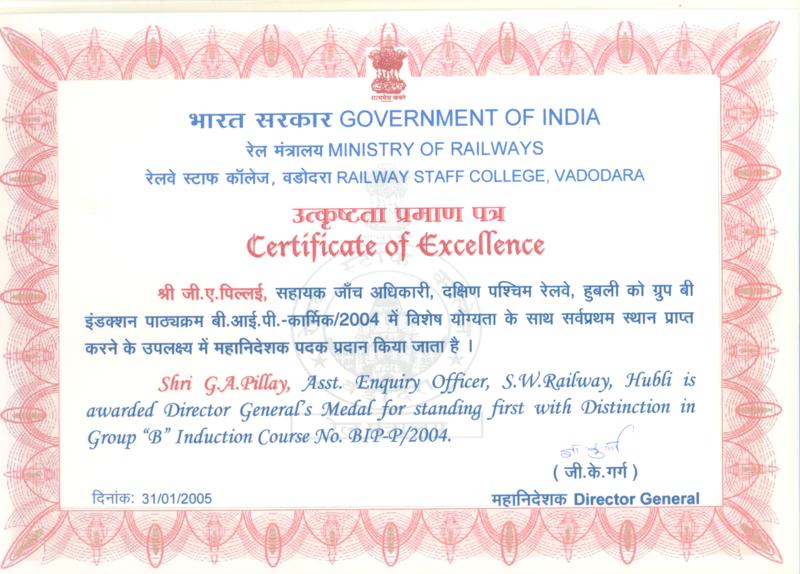 सत्यमेव जयते
भारत सरकार GOVERNMENT OF INDIA
रेल मंत्रालय MINISTRY OF RAILWAYS
रेलवे स्टाफ कॉलेज, वडोदरा RAILWAY STAFF COLLEGE, VADODARA
उत्कृष्टता प्रमाण पत्र
Certificate of Excellence
श्री जी.ए.पिल्लई, सहायक जाँच अधिकारी, दक्षिण पश्चिम रेलवे, हुबली को ग्रुप बी
इंडक्शन पाठ्यक्रम बी.आई.पी.-कार्मिक/2004 में विशेष योग्यता के साथ सर्वप्रथम स्थान प्राप्त
करने के उपलक्ष्य में महानिदेशक पदक प्रदान किया जाता है ।
Shri G.A.Pillay, Asst. Enquiry Officer, S.W.Railway, Hubli is
awarded Director General's Medal for standing first with Distinction in
Group “B” Induction Course No. BIP-P/2004.
( जी.के.गर्ग )
दिनांक: 31/01/2005
महानिदेशक Director General